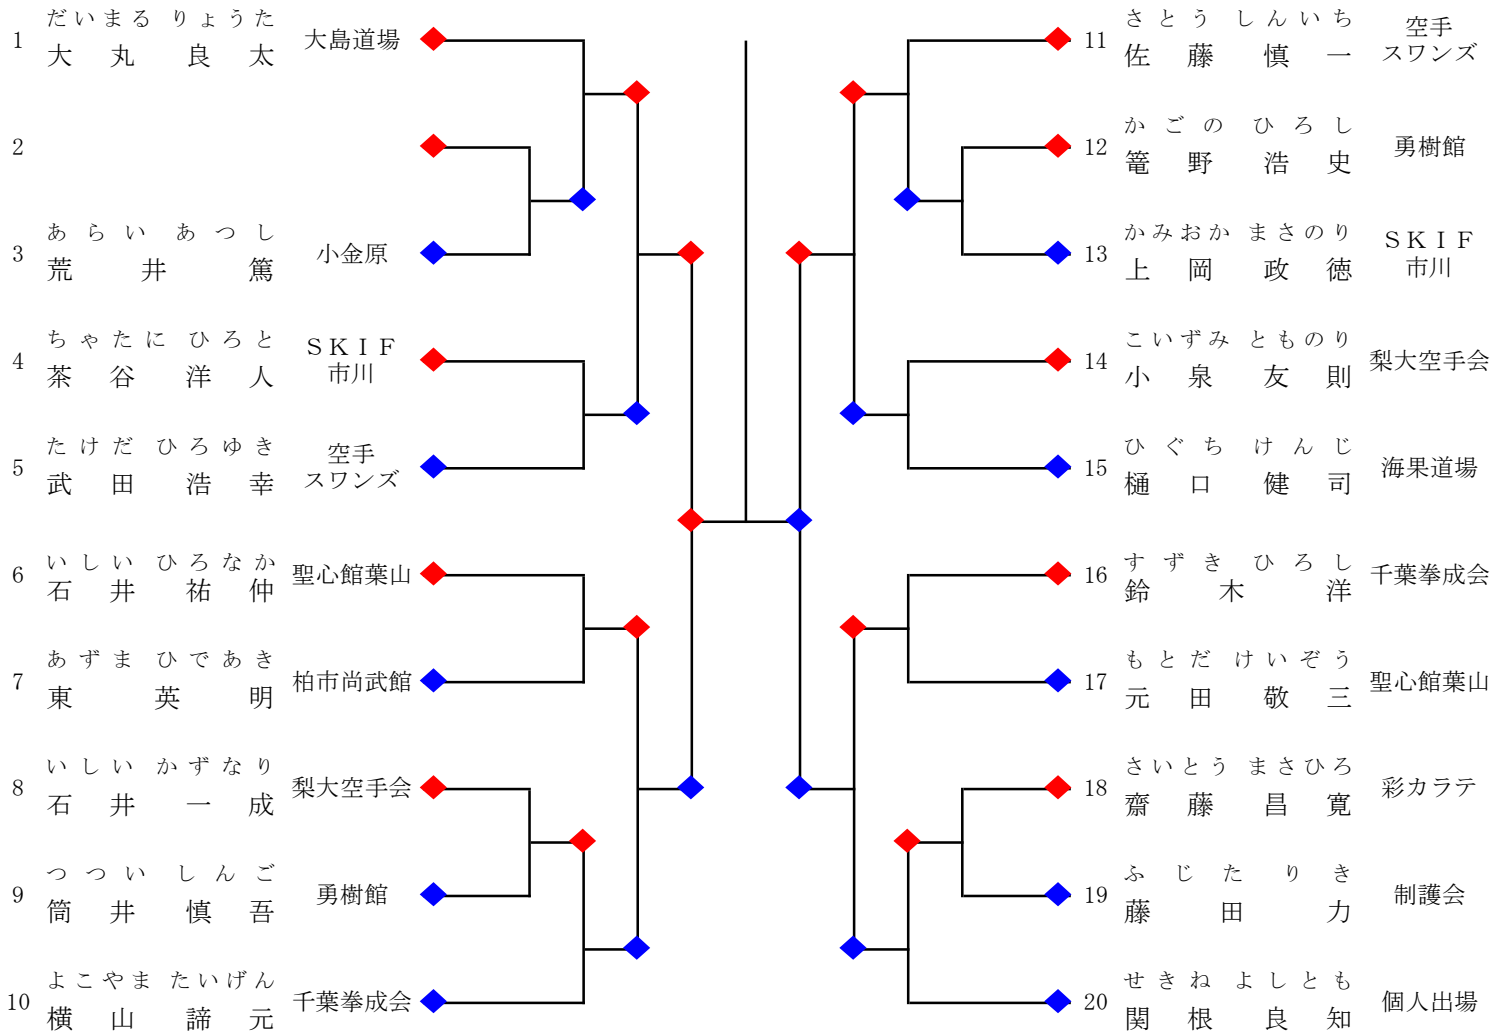 だいまる りょうた
1 大丸良太 大島道場
2
あらい あつし
3 荒井篤 小金原
ちゃたに ひろと
4 茶谷洋人 ＳＫＩＦ
市川
たけだ ひろゆき
5 武田浩幸 空手
スワンズ
いしい ひろなか
6 石井祐仲 聖心館葉山
あずま ひであき
7 東英明 柏市尚武館
いしい かずなり
8 石井一成 梨大空手会
つつい しんご
9 筒井慎吾 勇樹館
よこやま たいげん
10 横山諦元 千葉拳成会
さとう しんいち
11 佐藤慎一 空手
スワンズ
かごの ひろし
12 篭野浩史 勇樹館
かみおか まさのり
13 上岡政徳 ＳＫＩＦ
市川
こいずみ とものり
14 小泉友則 梨大空手会
ひぐち けんじ
15 樋口健司 海果道場
すずき ひろし
16 鈴木洋 千葉拳成会
もとだ けいぞう
17 元田敬三 聖心館葉山
さいとう まさひろ
18 齋藤昌寛 彩カラテ
ふじた りき
19 藤田力 制護会
せきね よしとも
20 関根良知 個人出場